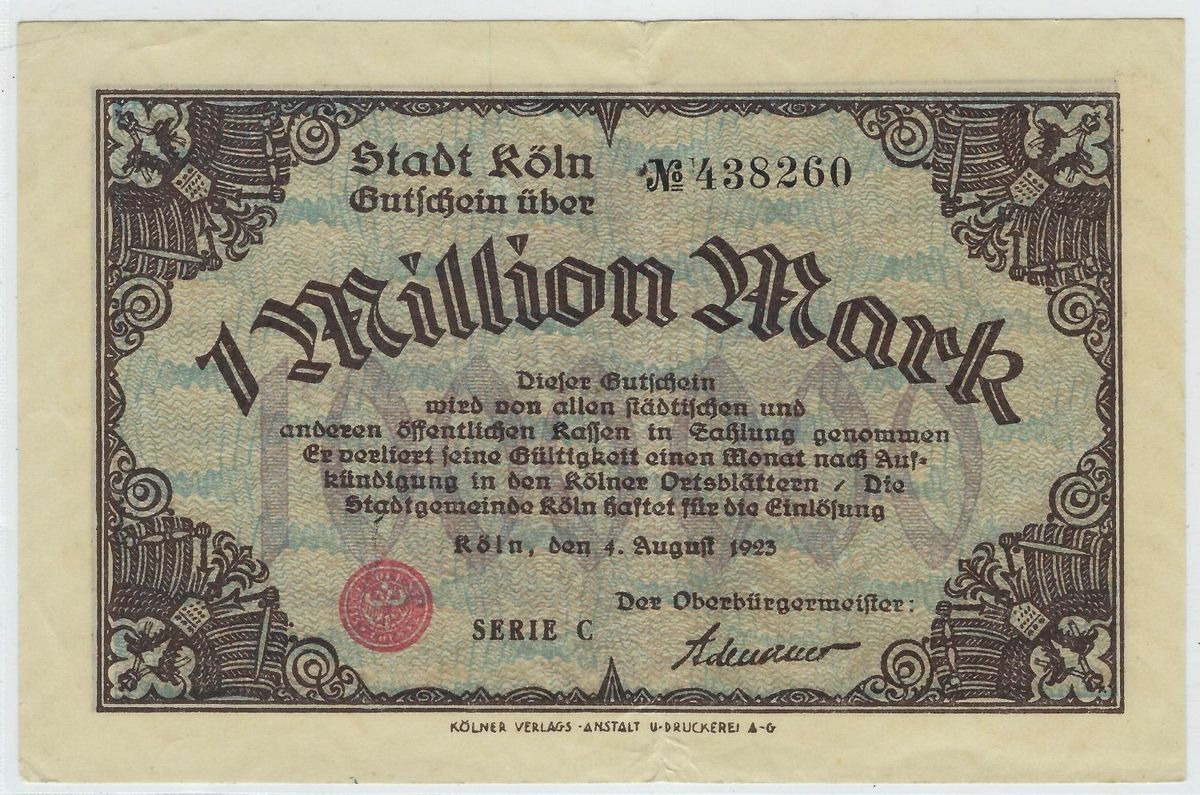 Stadt Köln
Gutschein über
№ 438260
1 Million Mark
Dieser Gutschein
wird von allen städtischen und
anderen öffentlichen Kassen in Zahlung genommen
Er verliert seine Gültigkeit einen Monat nach Auf-
kündigung in den Kölner Ortsblättern / Die
Stadtgemeinde Köln haftet für die Einlösung
Köln, den 4. August 1923
Der Oberbürgermeister:
SERIE C
Adenauer
KÖLNER VERLAGS-ANSTALT U-DRUCKEREI A-G